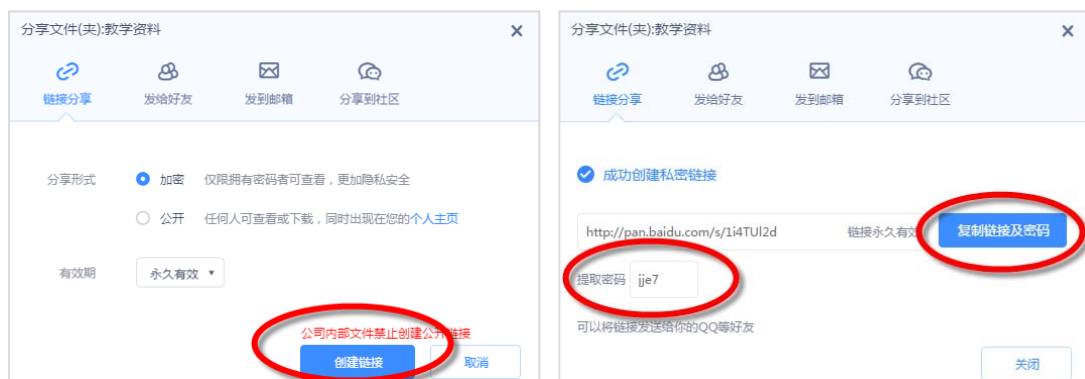 分享文件(夹):教学资料
链接分享 发给好友 发到邮箱 分享到社区
分享形式 加密 仅限拥有密码者可查看，更加隐私安全
公开 任何人可查看或下载，同时出现在您的个人主页
有效期 永久有效
公司内部文件禁止创建公开链接
创建链接 取消
分享文件(夹):教学资料
链接分享 发给好友 发到邮箱 分享到社区
成功创建私密链接
http://pan.baidu.com/s/1i4TUl2d 链接永久有效 复制链接及密码
提取密码 jje7
可以将链接发送给你的QQ等好友
关闭